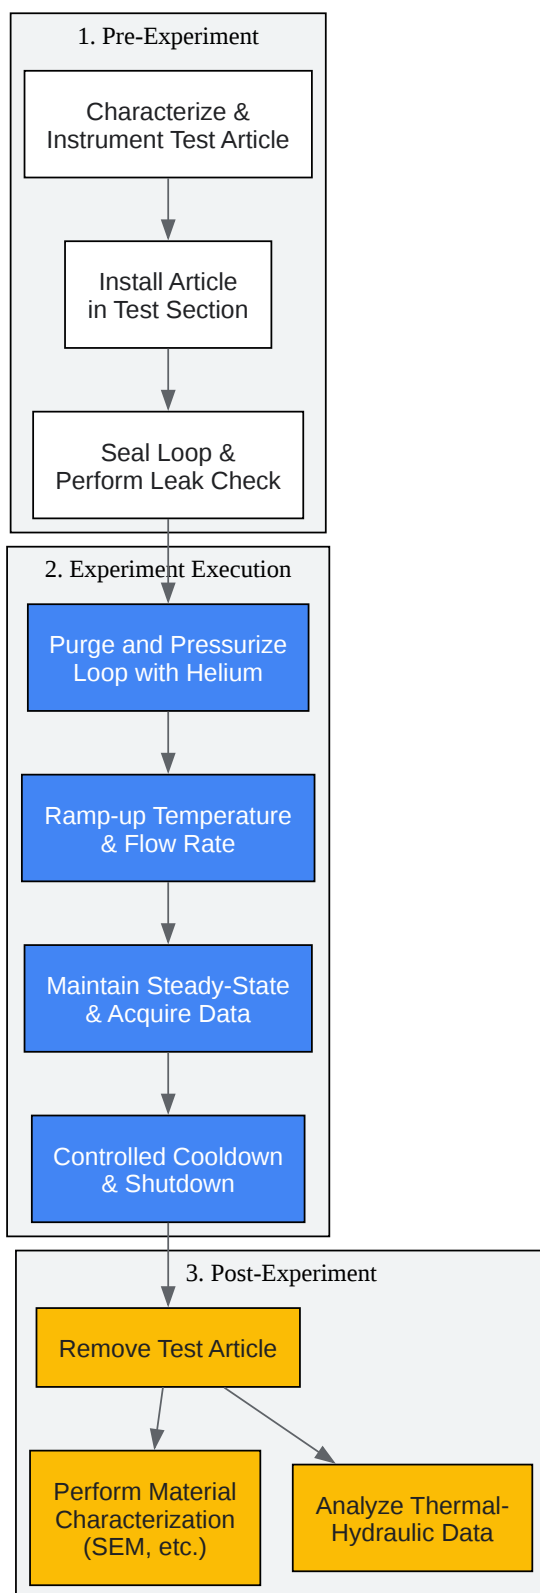 1. Pre-Experiment
Characterize &
Instrument Test Article
Install Article
in Test Section
Seal Loop &
Perform Leak Check
2. Experiment Execution
Purge and Pressurize
Loop with Helium
Ramp-up Temperature
& Flow Rate
Maintain Steady-State
& Acquire Data
Controlled Cooldown
& Shutdown
3. Post-Experiment
Remove Test Article
Perform Material
Characterization
(SEM, etc.)
Analyze Thermal-
Hydraulic Data